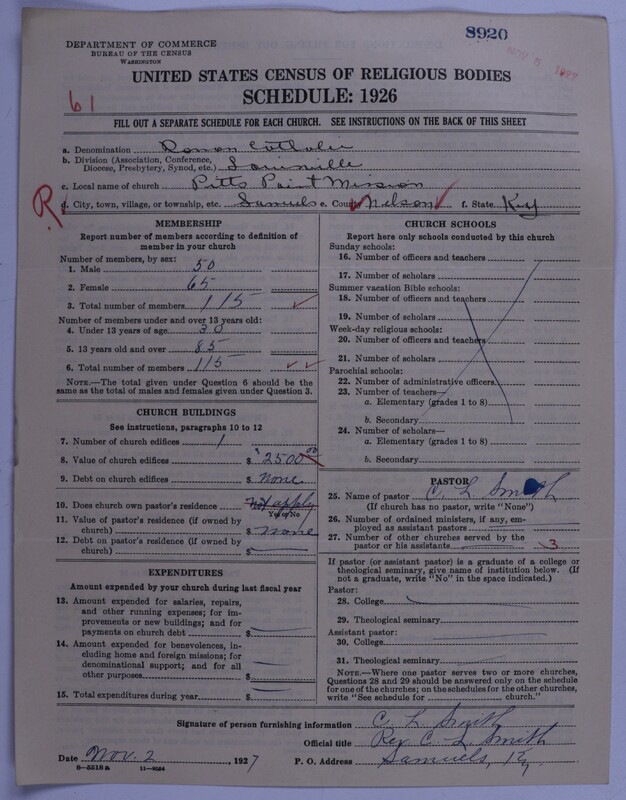 8920
DEPARTMENT OF COMMERCE
BUREAU OF THE CENSUS
WASHINGTON
NOV 5 1927
UNITED STATES CENSUS OF RELIGIOUS BODIES
61
SCHEDULE: 1926
FILL OUT A SEPARATE SCHEDULE FOR EACH CHURCH. SEE INSTRUCTIONS ON THE BACK OF THIS SHEET
a. Denomination Roman Catholic
b. Division (Association, Conference,
Diocese, Presbytery, Synod, etc.) Louisville
c. Local name of church Pitts Point Mission
R
d. City, town, village, or township, etc. Samuels e. County Nelson f. State Ky
MEMBERSHIP
Report number of members according to definition of
member in your church
Number of members, by sex:
1. Male 50
2. Female 65
3. Total number of members 115
Number of members under and over 13 years old:
4. Under 13 years of age 30
5. 13 years old and over 85
6. Total number of members 115
NOTE.—The total given under Question 6 should be the
same as the total of males and females given under Question 3.
CHURCH BUILDINGS
See instructions, paragraphs 10 to 12
7. Number of church edifices 1
8. Value of church edifices $ 2500 00
9. Debt on church edifices $ None
10. Does church own pastor's residence not apply
Yes or No
11. Value of pastor's residence (if owned by
church) $ None
12. Debt on pastor's residence (if owned by
church) $
EXPENDITURES
Amount expended by your church during last fiscal year
13. Amount expended for salaries, repairs,
and other running expenses; for im-
provements or new buildings; and for
payments on church debt $
14. Amount expended for benevolences, in-
cluding home and foreign missions; for
denominational support; and for all
other purposes $
15. Total expenditures during year $
CHURCH SCHOOLS
Report here only schools conducted by this church
Sunday schools:
16. Number of officers and teachers
17. Number of scholars
Summer vacation Bible schools:
18. Number of officers and teachers
19. Number of scholars
Week-day religious schools:
20. Number of officers and teachers
21. Number of scholars
Parochial schools:
22. Number of administrative officers
23. Number of teachers—
a. Elementary (grades 1 to 8)
b. Secondary
24. Number of scholars—
a. Elementary (grades 1 to 8)
b. Secondary
PASTOR
25. Name of pastor C. L Smith
(If church has no pastor, write "None")
26. Number of ordained ministers, if any, em-
ployed as assistant pastors
27. Number of other churches served by the
pastor or his assistants 3
If pastor (or assistant pastor) is a graduate of a college or
theological seminary, give name of institution below. (If
not a graduate, write "No" in the space indicated.)
Pastor:
28. College
29. Theological seminary
Assistant pastor:
30. College
31. Theological seminary
NOTE.—Where one pastor serves two or more churches,
Questions 28 and 29 should be answered only on the schedule
for one of the churches; on the schedules for the other churches,
write "See schedule for church."
Signature of person furnishing information C. L. Smith
Official title Rev C. L. Smith
Date Nov. 2, 1927 P. O. Address Samuels, Ky.
8—5518a 11—9034